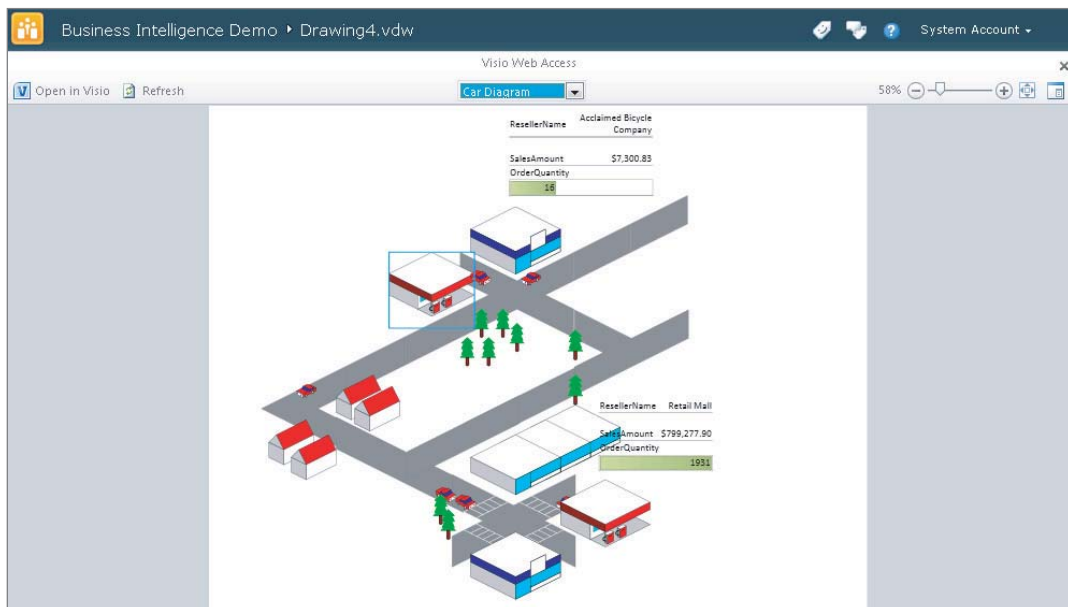 Business Intelligence Demo ▸ Drawing4.vdw
System Account
Visio Web Access
Open in Visio
Refresh
Car Diagram
58%
ResellerName Acclaimed Bicycle
Company
SalesAmount $7,300.83
OrderQuantity
16
ResellerName Retail Mall
SalesAmount $799,277.90
OrderQuantity
1931